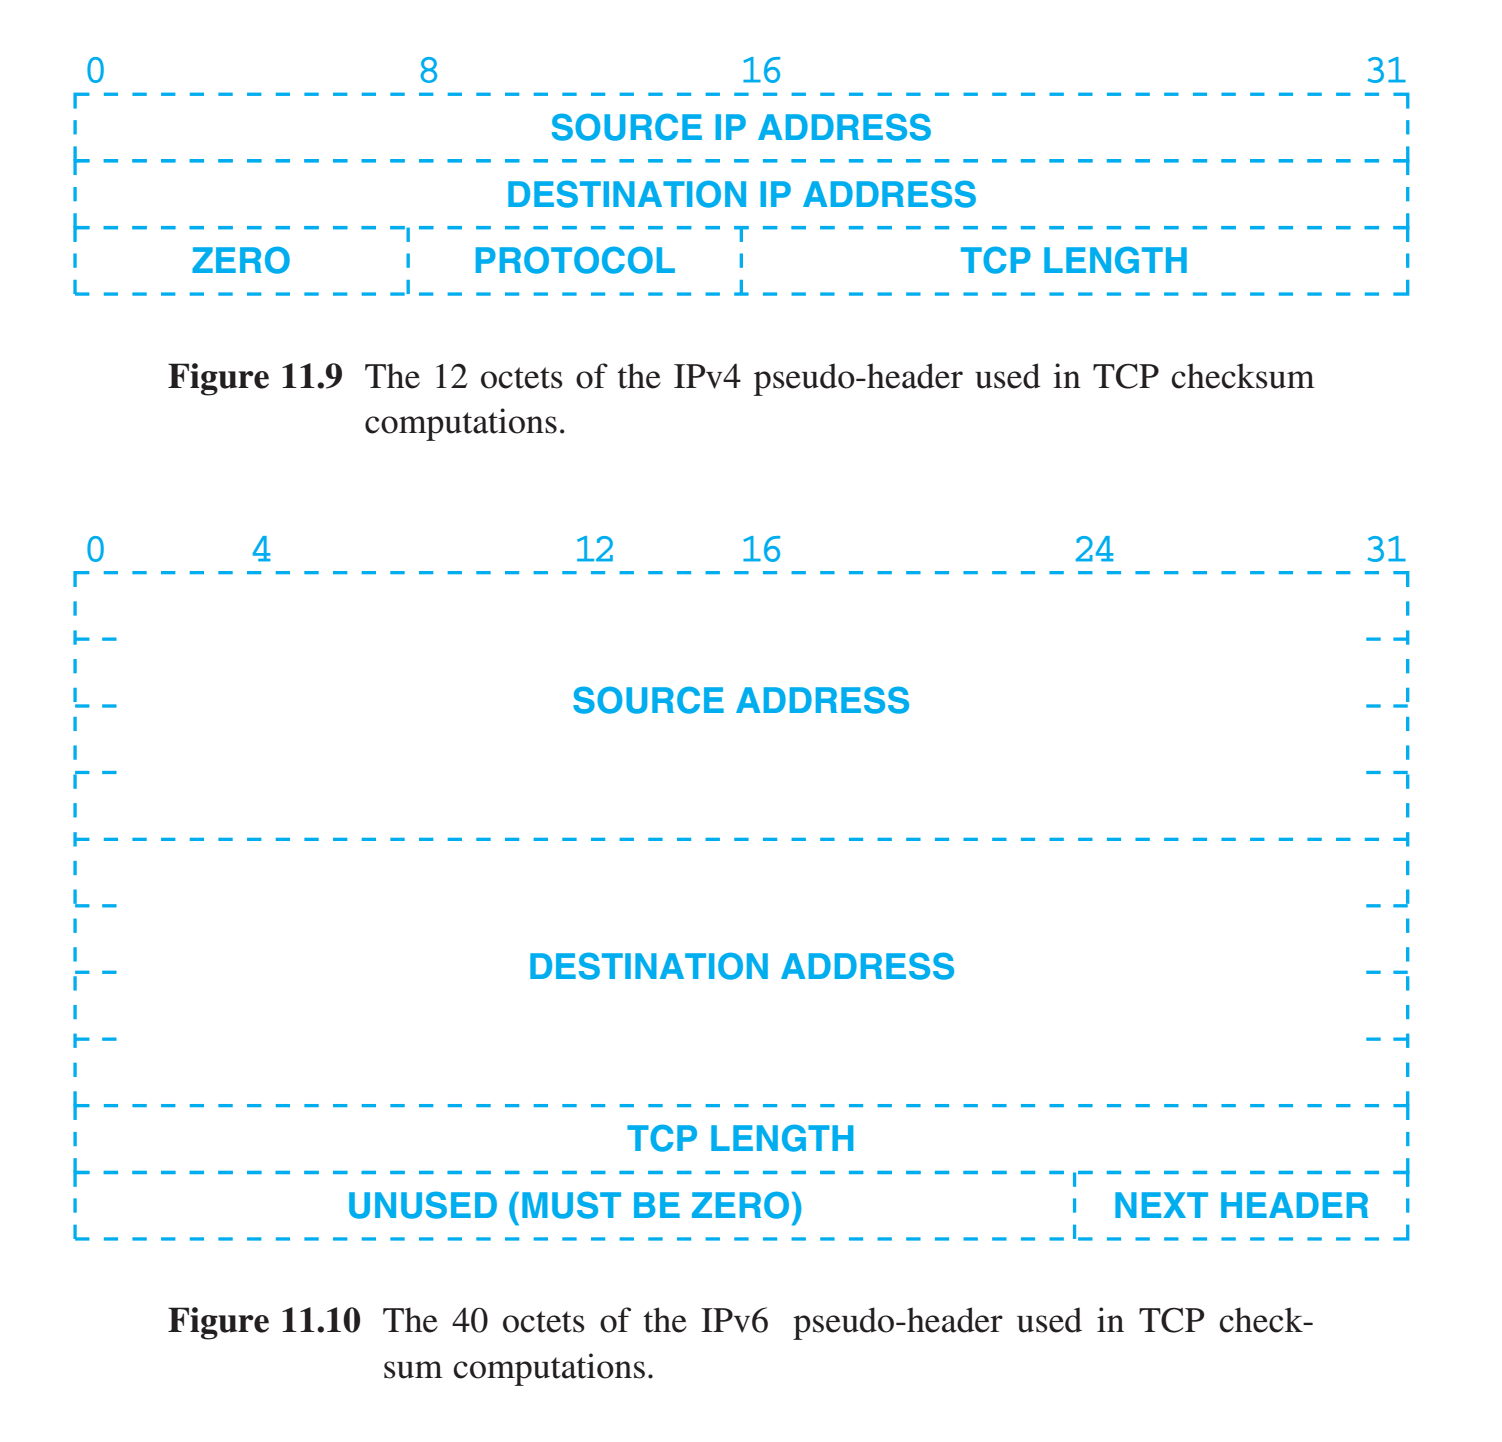 0 8 16 31
SOURCE IP ADDRESS
DESTINATION IP ADDRESS
ZERO PROTOCOL TCP LENGTH
Figure 11.9 The 12 octets of the IPv4 pseudo-header used in TCP checksum
computations.
0 4 12 16 24 31
SOURCE ADDRESS
DESTINATION ADDRESS
TCP LENGTH
UNUSED (MUST BE ZERO) NEXT HEADER
Figure 11.10 The 40 octets of the IPv6 pseudo-header used in TCP check-
sum computations.